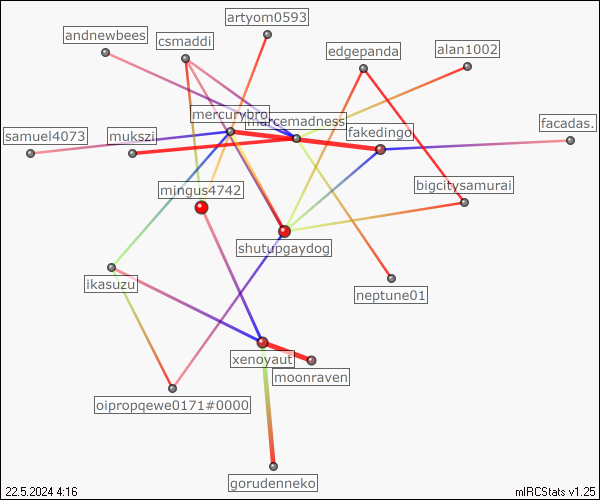 artyom0593
andnewbees
csmaddi
edgepanda
alan1002
mercurybro
marcemadness
fakedingo
facadas.
samuel4073
mukszi
mingus4742
bigcitysamurai
shutupgaydog
ikasuzu
neptune01
xenoyaut
moonraven
oipropqewe0171#0000
gorudenneko
22.5.2024 4:16
mIRCStats v1.25